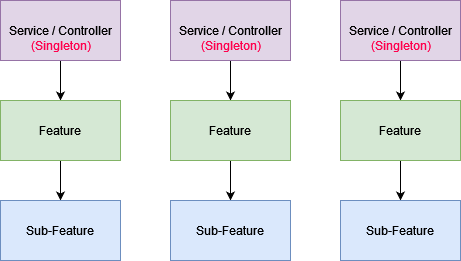 Service / Controller
(Singleton)
Service / Controller
(Singleton)
Service / Controller
(Singleton)
Feature
Feature
Feature
Sub-Feature
Sub-Feature
Sub-Feature